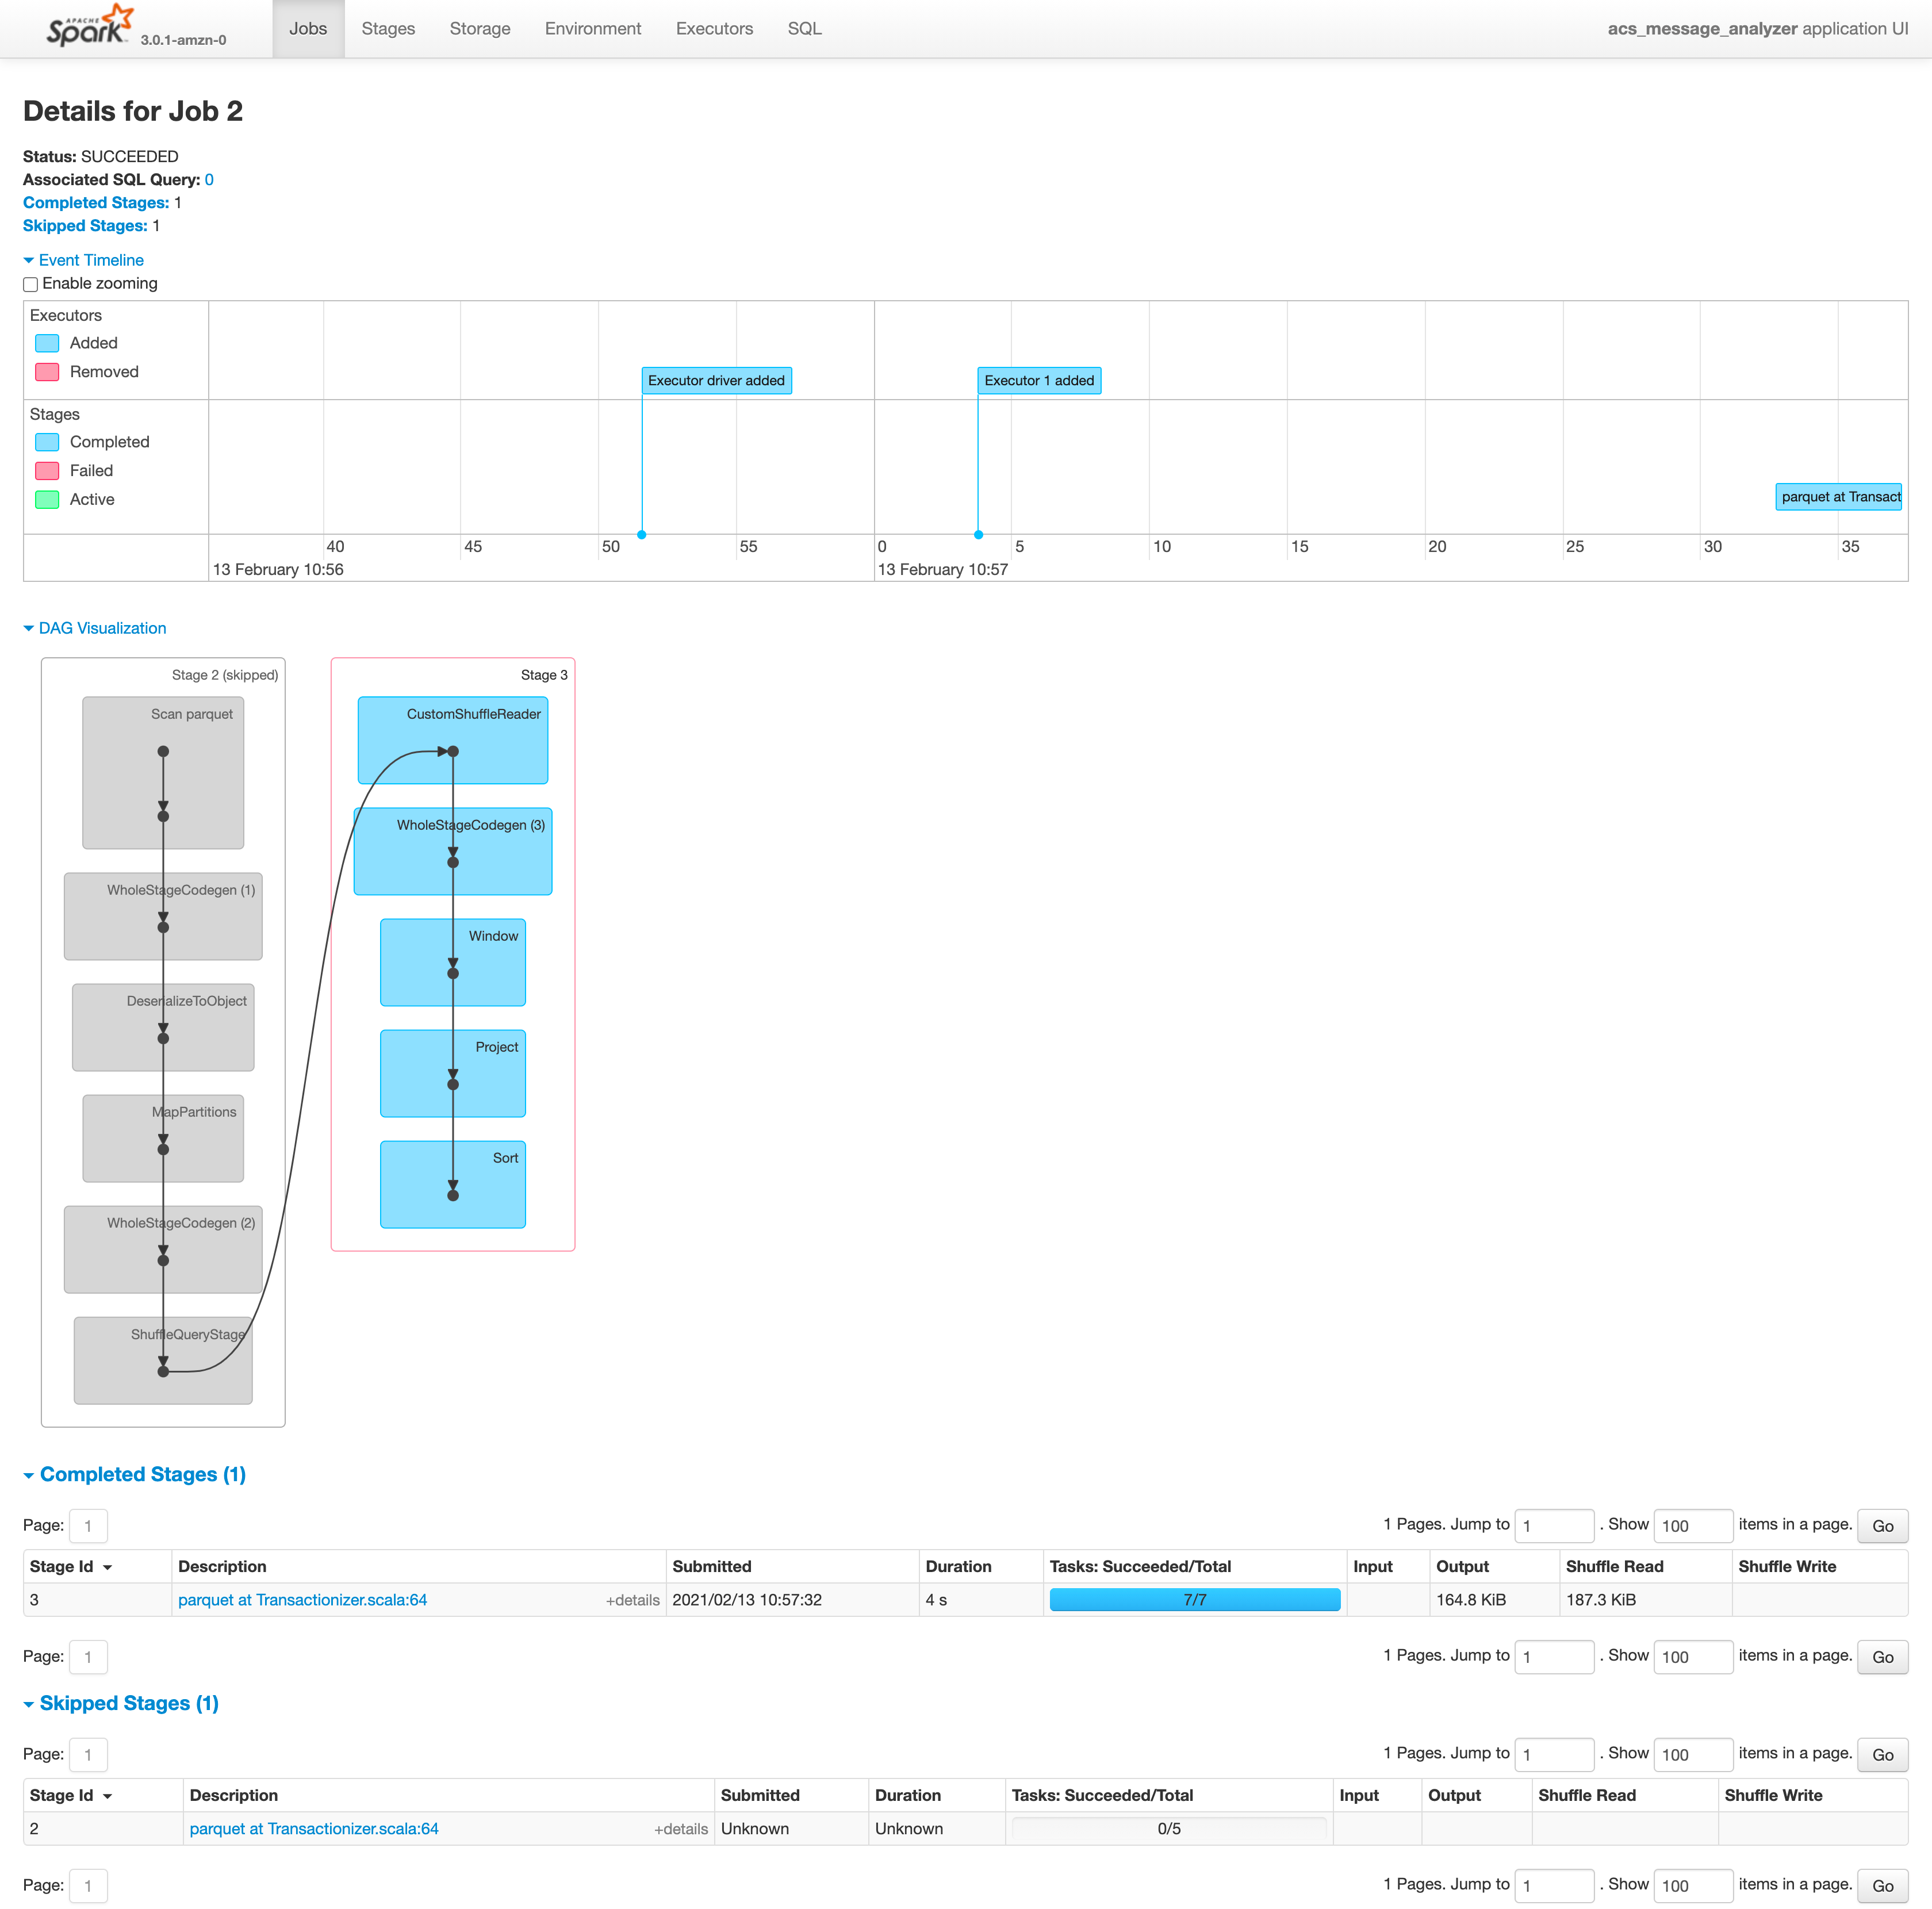 APACHE
Spark 3.0.1-amzn-0 Jobs Stages Storage Environment Executors SQL acs_message_analyzer application UI
Details for Job 2
Status: SUCCEEDED
Associated SQL Query: 0
Completed Stages: 1
Skipped Stages: 1
Event Timeline
Enable zooming
Executors
Added
Removed
Executor driver added Executor 1 added
Stages
Completed
Failed
Active
parquet at Transact
40 45 50 55 0 5 10 15 20 25 30 35
13 February 10:56 13 February 10:57
DAG Visualization
Stage 2 (skipped)
Scan parquet
WholeStageCodegen (1)
DeserializeToObject
MapPartitions
WholeStageCodegen (2)
ShuffleQueryStage
Stage 3
CustomShuffleReader
WholeStageCodegen (3)
Window
Project
Sort
Completed Stages (1)
Page: 1 1 Pages. Jump to 1 . Show 100 items in a page. Go
Stage Id Description Submitted Duration Tasks: Succeeded/Total Input Output Shuffle Read Shuffle Write
3 parquet at Transactionizer.scala:64 +details 2021/02/13 10:57:32 4 s 7/7 164.8 KiB 187.3 KiB
Page: 1 1 Pages. Jump to 1 . Show 100 items in a page. Go
Skipped Stages (1)
Page: 1 1 Pages. Jump to 1 . Show 100 items in a page. Go
Stage Id Description Submitted Duration Tasks: Succeeded/Total Input Output Shuffle Read Shuffle Write
2 parquet at Transactionizer.scala:64 +details Unknown Unknown 0/5
Page: 1 1 Pages. Jump to 1 . Show 100 items in a page. Go